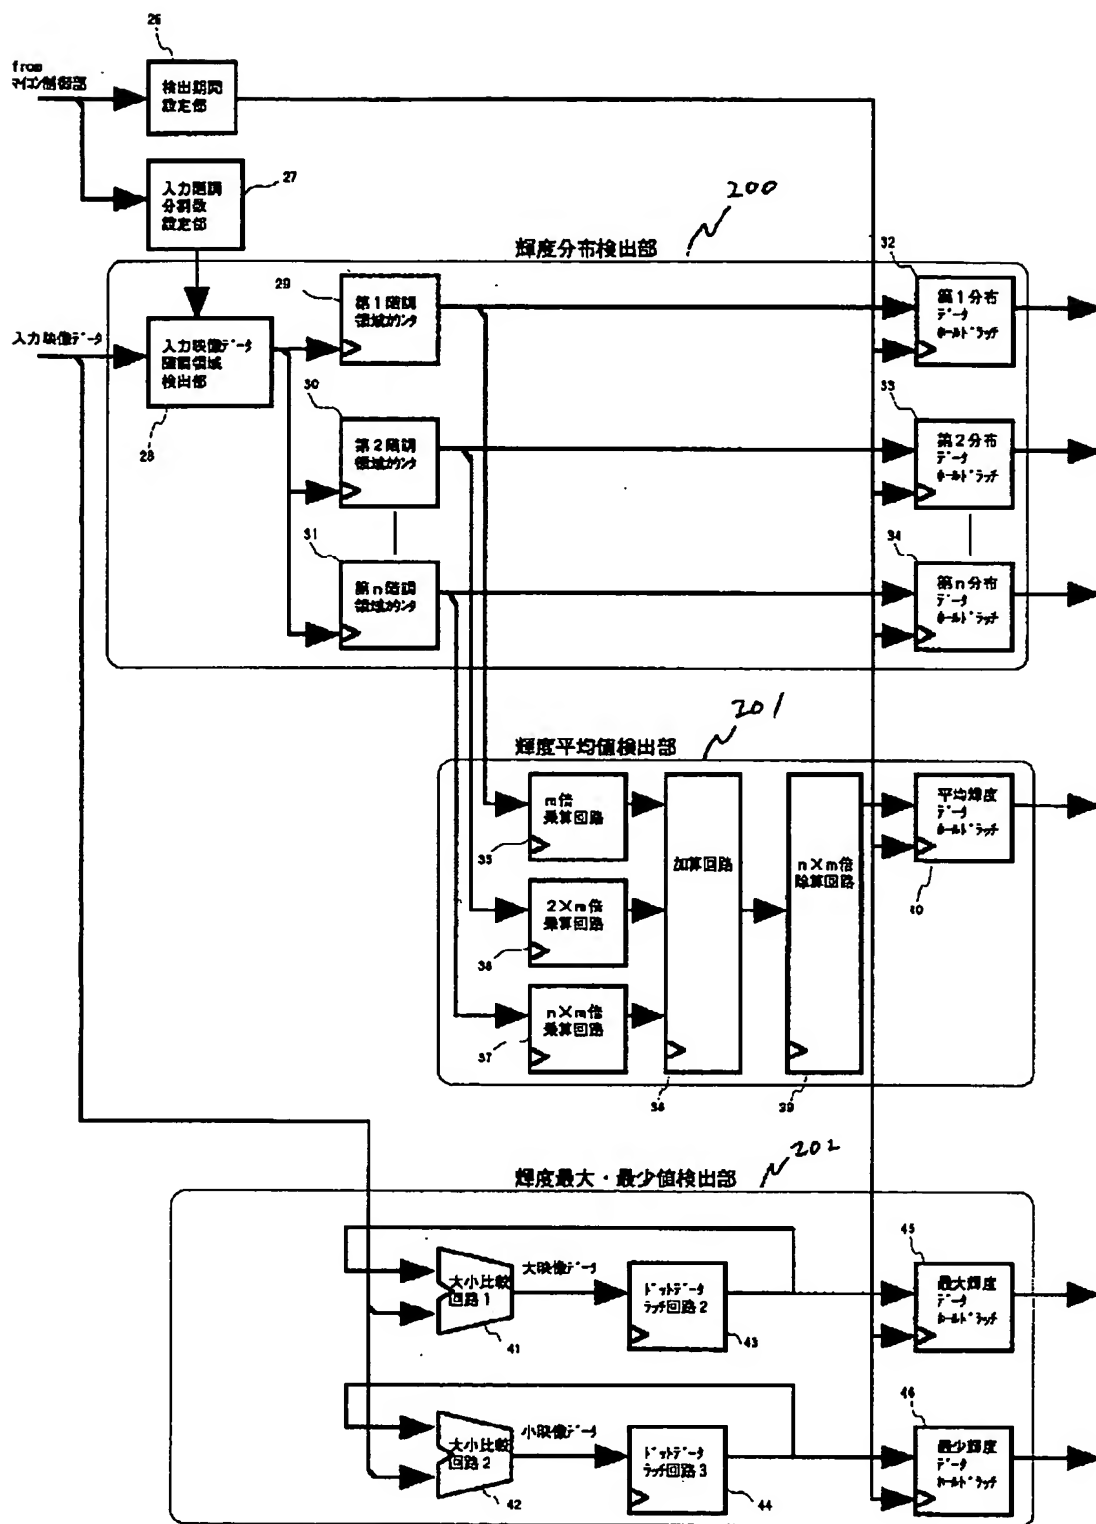 26
from
マイコン制御部
検出期間
設定部
27
入力階調
分割数
設定部
200
輝度分布検出部
32
29
第1階調
領域カウンタ
第1分布
データ
ホールドラッチ
入力映像データ
入力映像データ
階調領域
検出部
28
30
第2階調
領域カウンタ
33
第2分布
データ
ホールドラッチ
31
第n階調
領域カウンタ
34
第n分布
データ
ホールドラッチ
201
輝度平均値検出部
m倍
乗算回路
35
加算回路
n×m倍
除算回路
平均輝度
データ
ホールドラッチ
40
2×m倍
乗算回路
36
n×m倍
乗算回路
37
38
39
202
輝度最大・最少値検出部
45
大小比較
回路1
大映像データ
ドットデータ
ラッチ回路2
最大輝度
データ
ホールドラッチ
41
43
46
大小比較
回路2
小映像データ
ドットデータ
ラッチ回路3
最少輝度
データ
ホールドラッチ
42
44